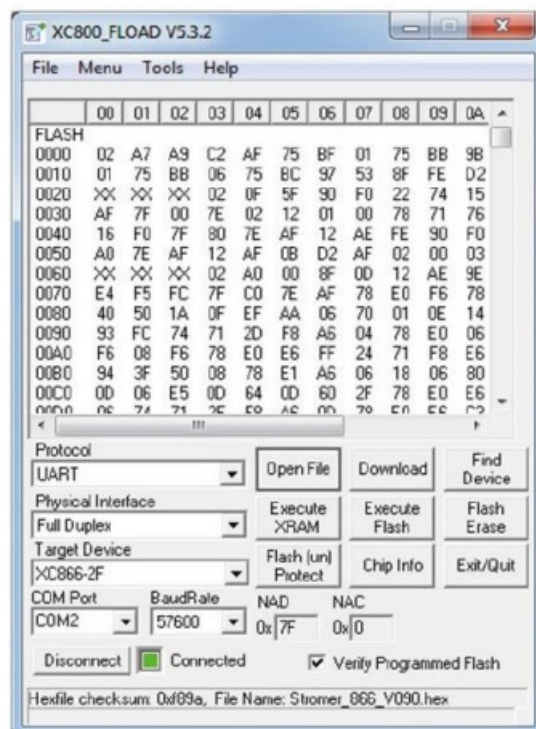 XC800_FLOAD V5.3.2
File Menu Tools Help
00 01 02 03 04 05 06 07 08 09 0A
FLASH
0000 02 A7 A9 C2 AF 75 BF 01 75 BB 9B
0010 01 75 BB 06 75 BC 97 53 8F FE D2
0020 XX XX XX 02 0F 5F 90 F0 22 74 15
0030 AF 7F 00 7E 02 12 01 00 78 71 76
0040 16 F0 7F 80 7E AF 12 AE FE 90 F0
0050 A0 7E AF 12 AF 0B D2 AF 02 00 03
0060 XX XX XX 02 A0 00 8F 0D 12 AE 9E
0070 E4 F5 FC 7F C0 7E AF 78 E0 F6 78
0080 40 50 1A 0F EF AA 06 70 01 0E 14
0090 93 FC 74 71 2D F8 A6 04 78 E0 06
00A0 F6 08 F6 78 E0 E6 FF 24 71 F8 E6
00B0 94 3F 50 08 78 E1 A6 06 18 06 80
00C0 0D 06 E5 0D 64 0D 60 2F 78 E0 E6
Protocol
UART
Open File Download Find Device
Physical Interface
Full Duplex
Execute XRAM Execute Flash Flash Erase
Target Device
XC866-2F
Flash (un) Protect Chip Info Exit/Quit
COM Port BaudRate NAD NAC
COM2 57600 0x 7F 0x 0
Disconnect Connected Verify Programmed Flash
Hexfile checksum: 0xf89a, File Name: Stromer_866_V090.hex